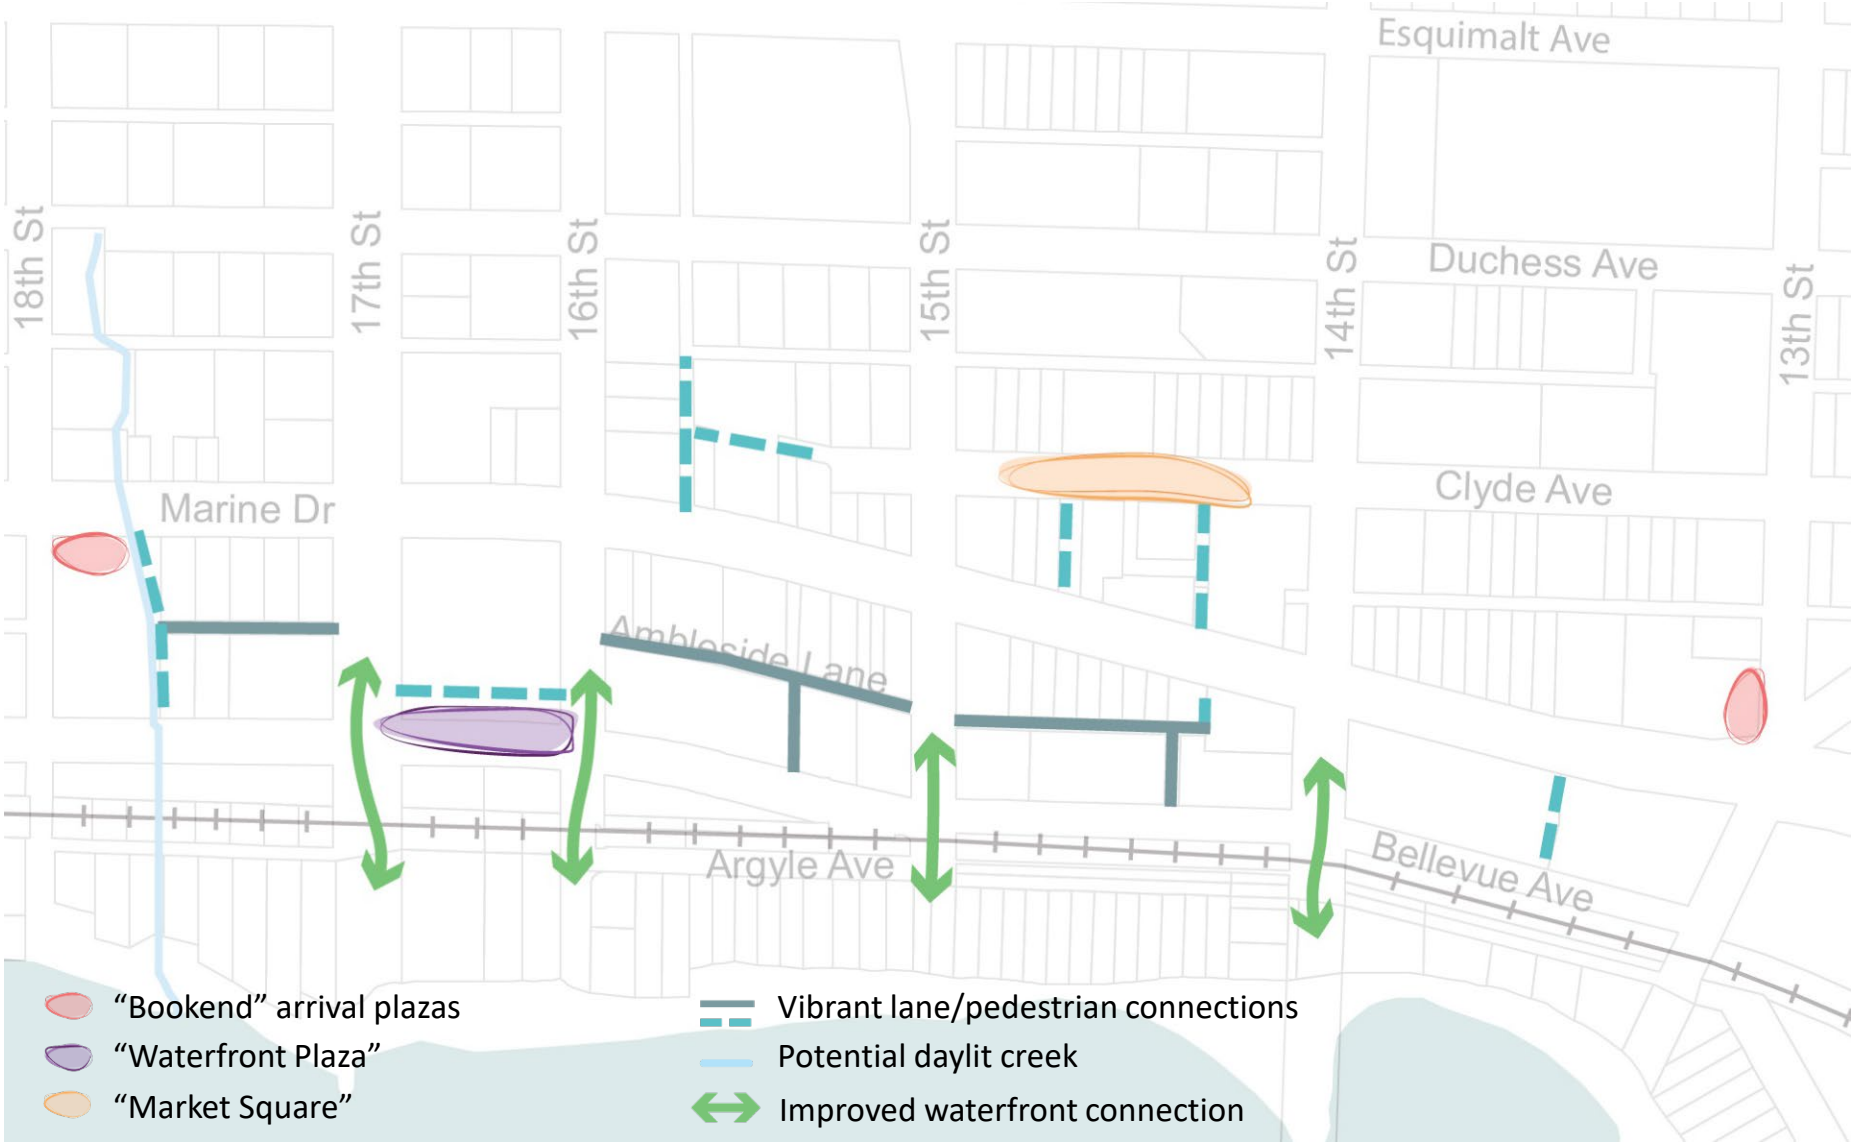 Esquimalt Ave
18th St
17th St
16th St
15th St
14th St
13th St
Duchess Ave
Marine Dr
Clyde Ave
Ambleside Lane
Argyle Ave
Bellevue Ave
“Bookend” arrival plazas
“Waterfront Plaza”
“Market Square”
Vibrant lane/pedestrian connections
Potential daylit creek
Improved waterfront connection